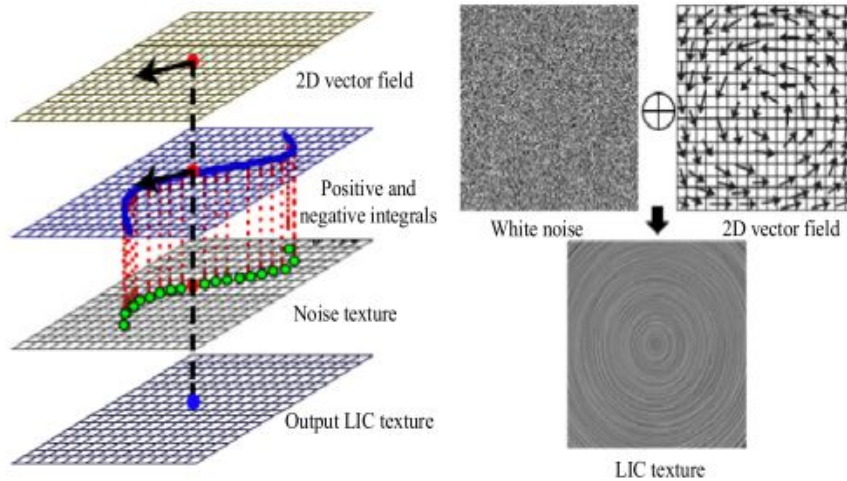 2D vector field
Positive and
negative integrals
Noise texture
Output LIC texture
White noise
2D vector field
LIC texture